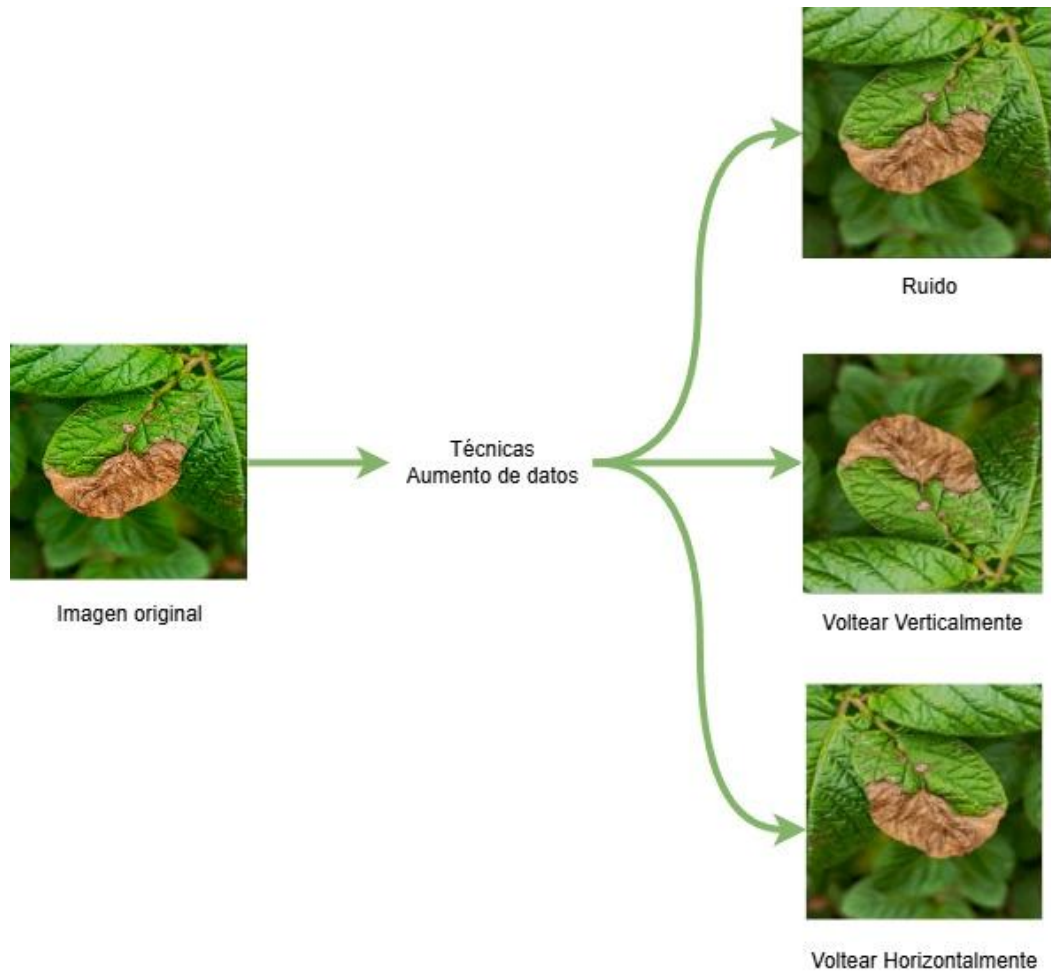 Ruido
Técnicas
Aumento de datos
Imagen original
Voltear Verticalmente
Voltear Horizontalmente